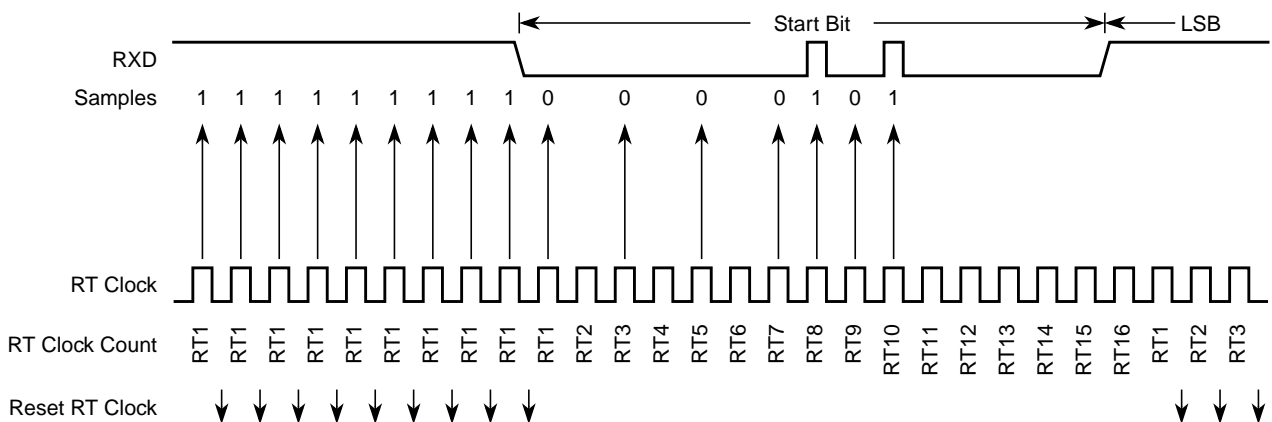 Start Bit LSB
RXD
Samples 1 1 1 1 1 1 1 1 1 0 0 0 0 1 0 1
RT Clock
RT Clock Count RT1 RT1 RT1 RT1 RT1 RT1 RT1 RT1 RT1 RT1 RT2 RT3 RT4 RT5 RT6 RT7 RT8 RT9 RT10 RT11 RT12 RT13 RT14 RT15 RT16 RT1 RT2 RT3
Reset RT Clock